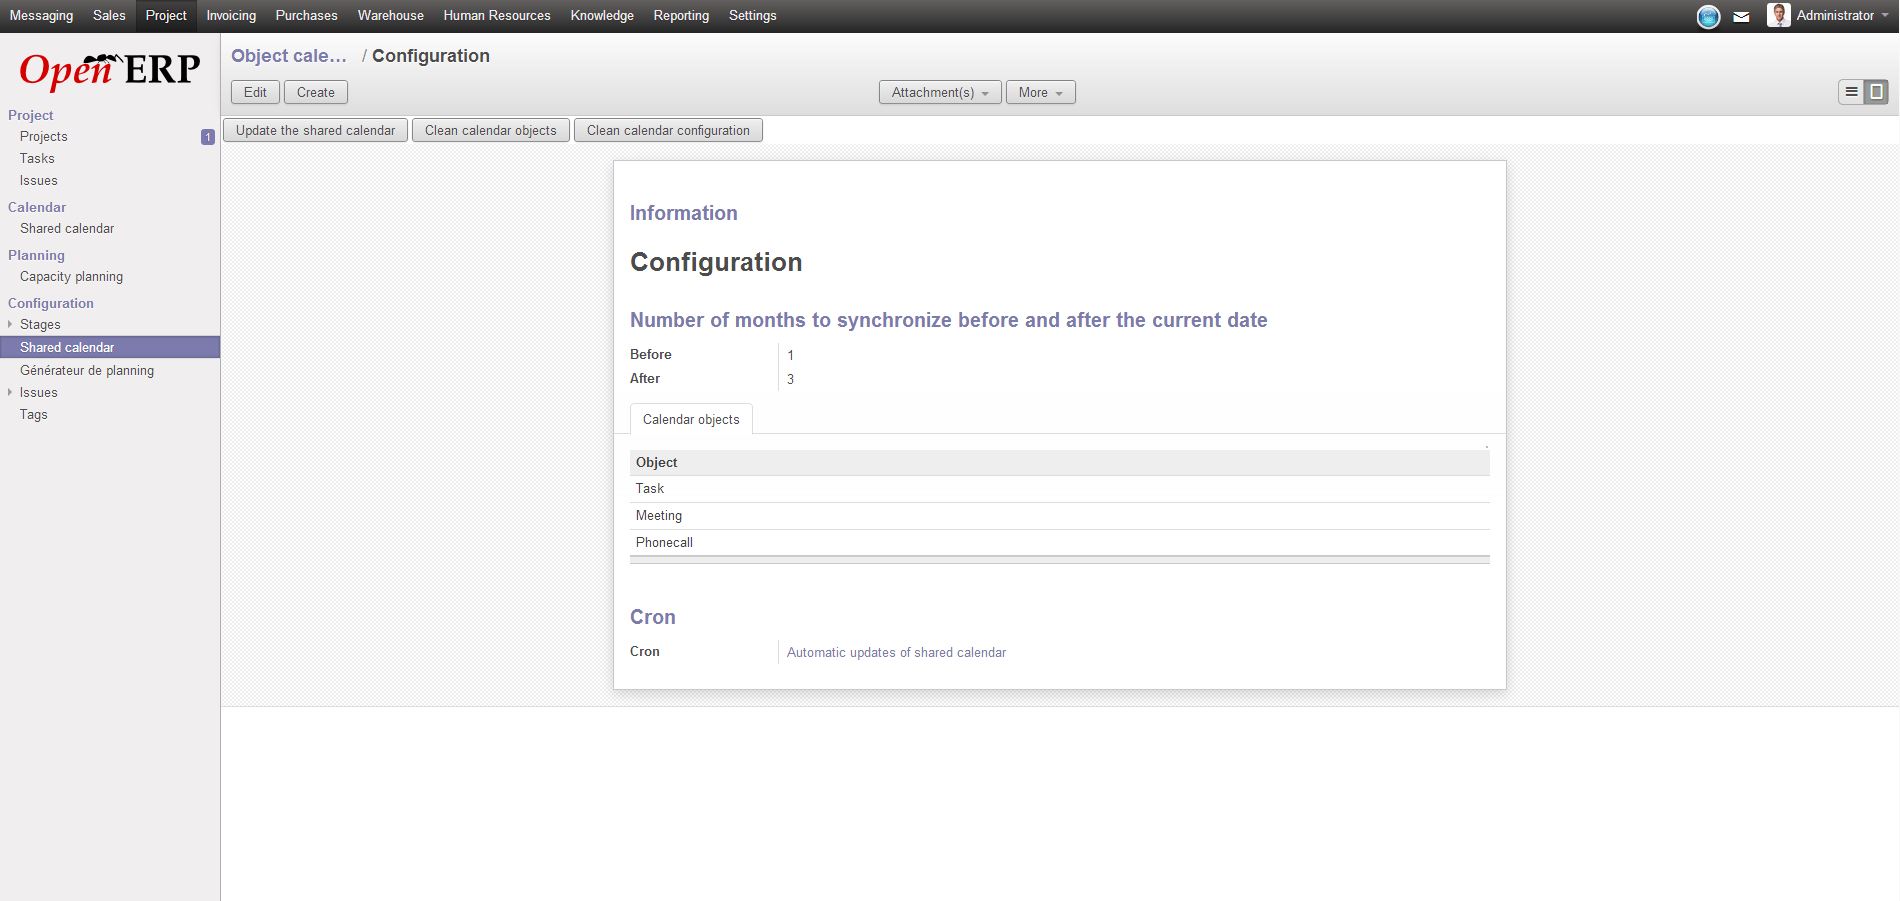 Messaging Sales Project Invoicing Purchases Warehouse Human Resources Knowledge Reporting Settings Administrator
Open ERP
Project
Projects 1
Tasks
Issues
Calendar
Shared calendar
Planning
Capacity planning
Configuration
Stages
Shared calendar
Générateur de planning
Issues
Tags
Object cale... / Configuration
Edit Create Attachment(s) More
Update the shared calendar Clean calendar objects Clean calendar configuration
Information
Configuration
Number of months to synchronize before and after the current date
Before 1
After 3
Calendar objects
Object
Task
Meeting
Phonecall
Cron
Cron Automatic updates of shared calendar